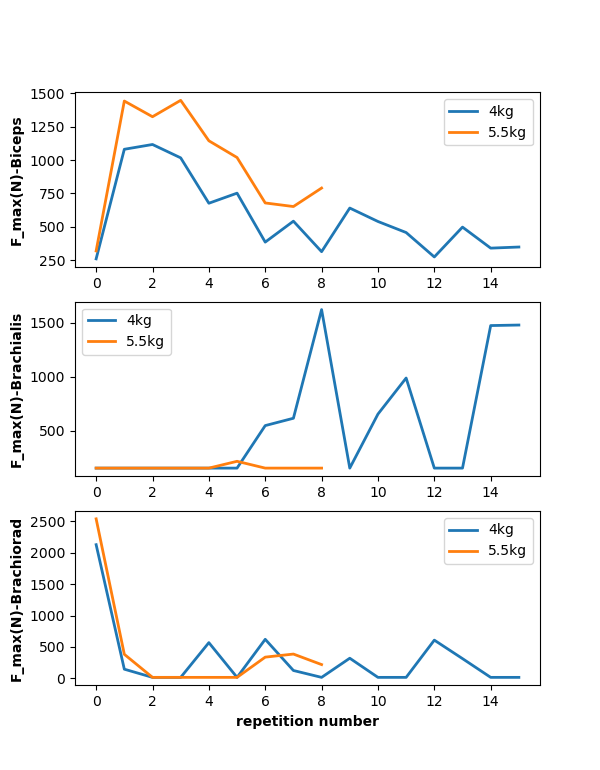 1500
1250
1000
750
500
250
F_max(N)-Biceps
4kg
5.5kg
0 2 4 6 8 10 12 14
1500
1000
500
F_max(N)-Brachialis
4kg
5.5kg
0 2 4 6 8 10 12 14
2500
2000
1500
1000
500
0
F_max(N)-Brachiorad
4kg
5.5kg
0 2 4 6 8 10 12 14
repetition number